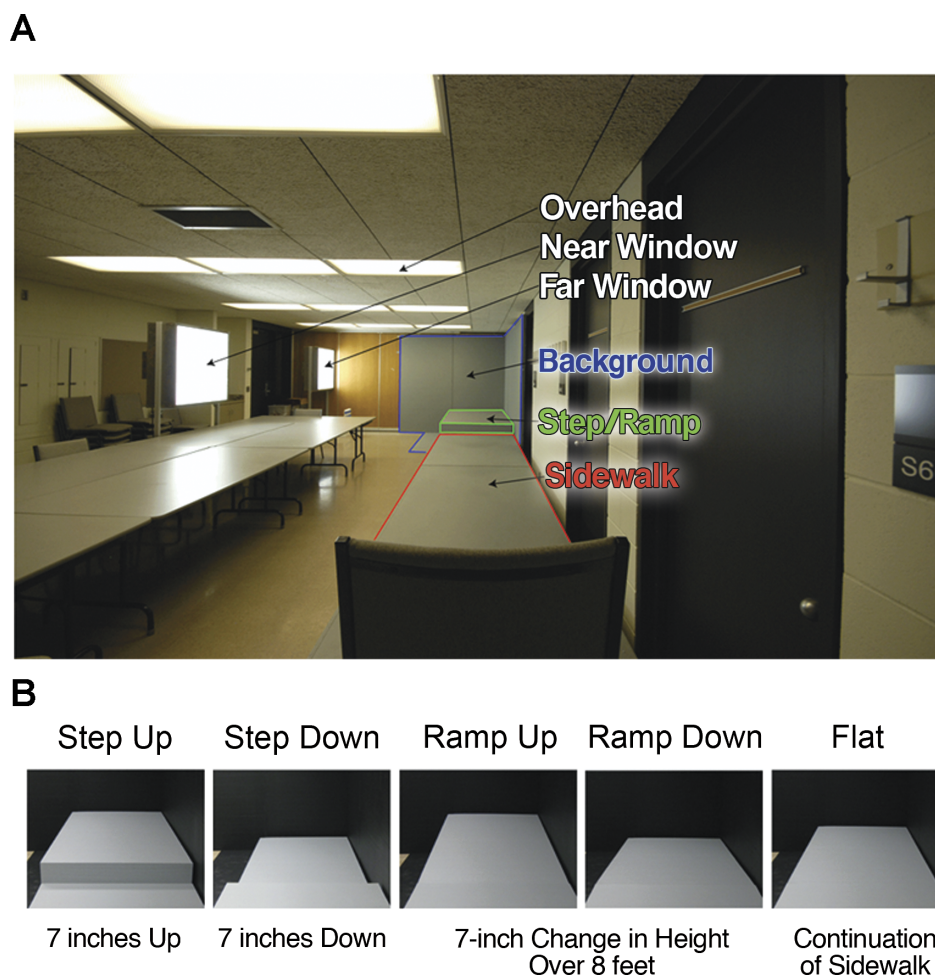 A
Overhead
Near Window
Far Window
Background
Step/Ramp
Sidewalk
S6
B
Step Up
Step Down
Ramp Up
Ramp Down
Flat
7 inches Up
7 inches Down
7-inch Change in Height
Over 8 feet
Continuation
of Sidewalk